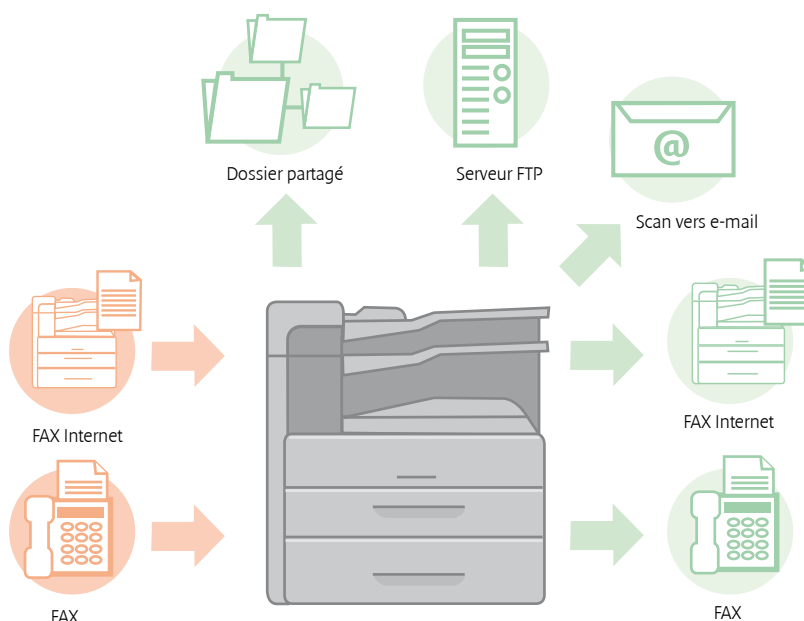 Dossier partagé
Serveur FTP
@
Scan vers e-mail
FAX Internet
FAX Internet
FAX
FAX